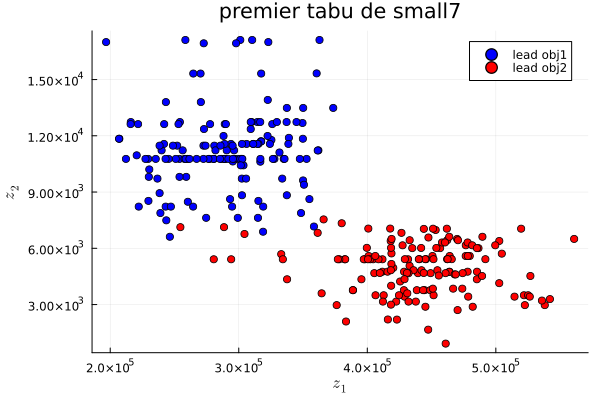 premier tabu de small7
lead obj1
lead obj2
1.50×10⁴
1.20×10⁴
9.00×10³
6.00×10³
3.00×10³
z₂
2.0×10⁵ 3.0×10⁵ 4.0×10⁵ 5.0×10⁵
z₁